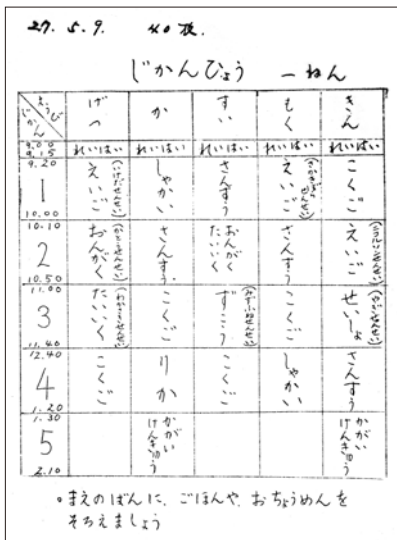 27. 5. 9. 40枚.
じかんひょう 一ねん
ようび じかん げつ か すい もく きん
9.00 9.15 れいはい れいはい れいはい れいはい れいはい
9.20 1 10.00 えいご しゃかい さんすう えいご こくご
10.10 2 10.50 おんがく さんすう おんがく たいいく さんすう えいご
11.00 3 11.40 たいいく こくご ずこう こくご せいしょ
12.40 4 1.20 こくご りか こくご しゃかい さんすう
1.30 5 2.10 かがい けんきゅう かがい けんきゅう
。まえのばんに、ごほんや、おちょうめんを
そろえましょう